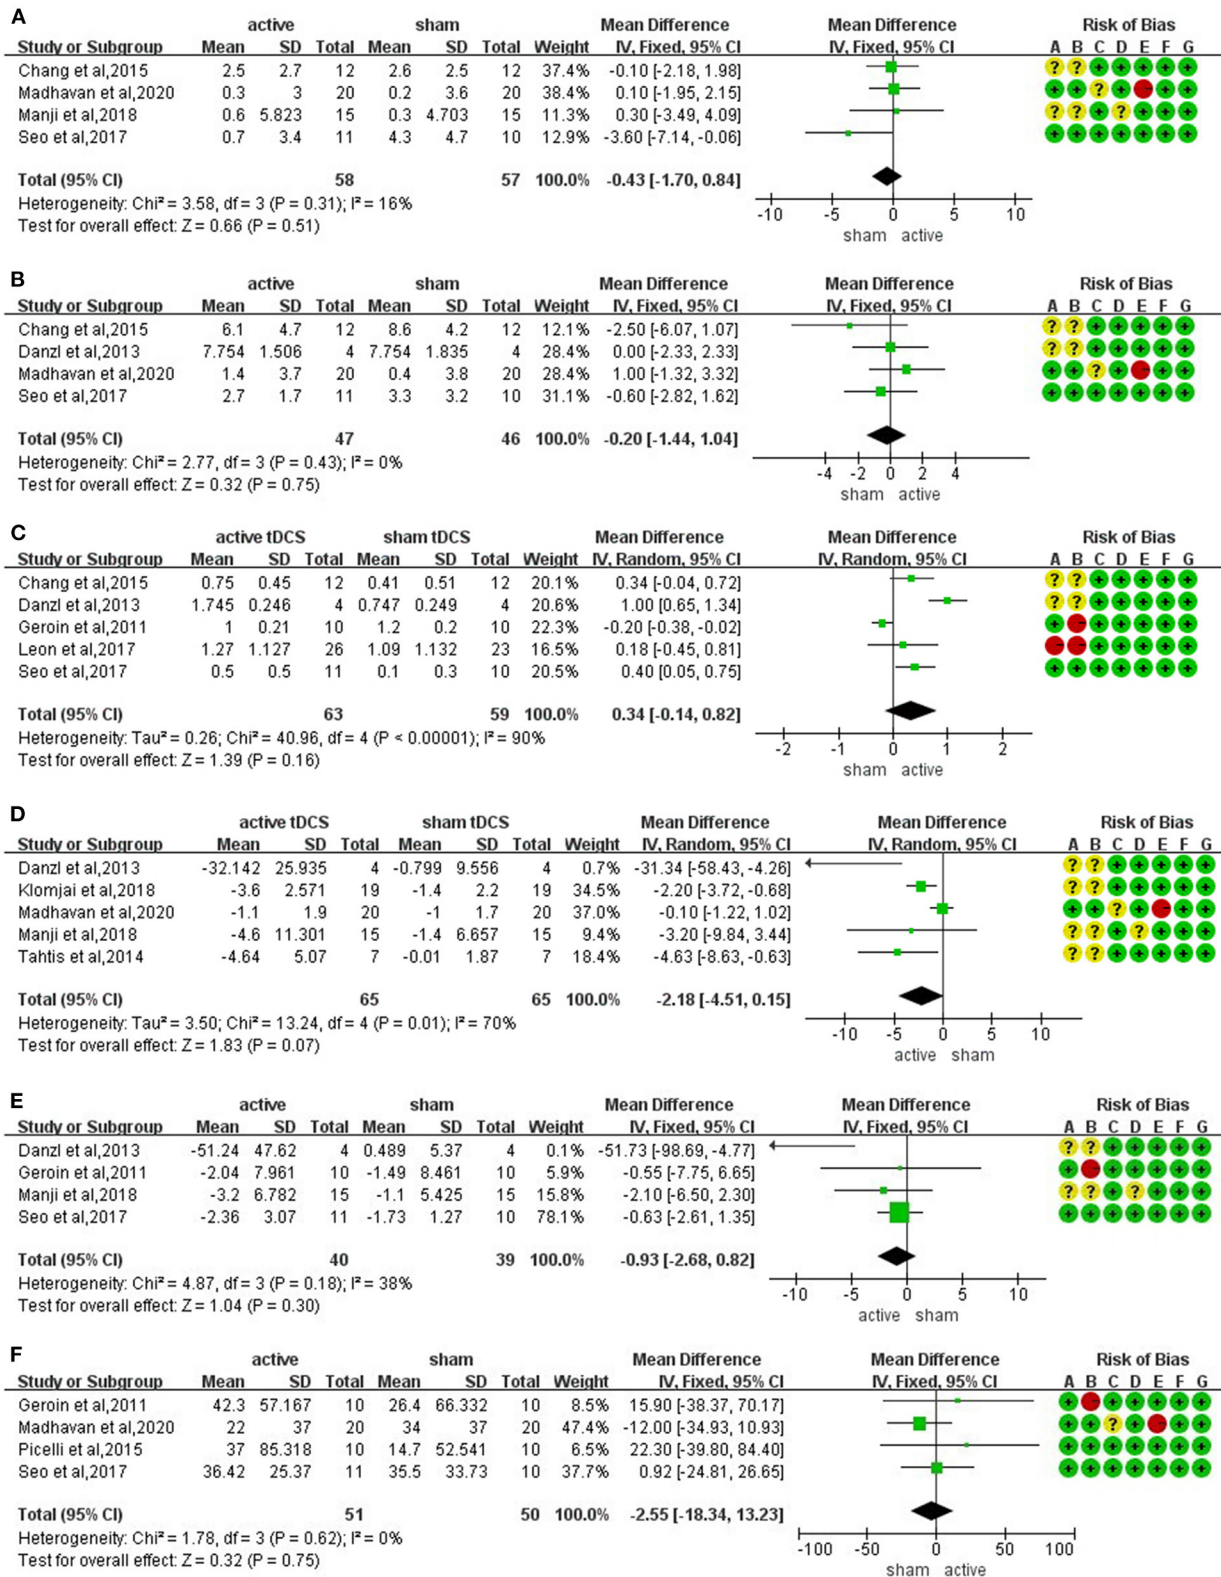 A
active sham Mean Difference Mean Difference Risk of Bias
Study or Subgroup Mean SD Total Mean SD Total Weight IV, Fixed, 95% CI IV, Fixed, 95% CI A B C D E F G
Chang et al,2015 2.5 2.7 12 2.6 2.5 12 37.4% -0.10 [-2.18, 1.98] ? ? + + + + +
Madhavan et al,2020 0.3 3 20 0.2 3.6 20 38.4% 0.10 [-1.95, 2.15] + + ? + - + +
Manji et al,2018 0.6 5.823 15 0.3 4.703 15 11.3% 0.30 [-3.49, 4.09] ? ? + ? + + +
Seo et al,2017 0.7 3.4 11 4.3 4.7 10 12.9% -3.60 [-7.14, -0.06] + + + + + + +
Total (95% CI) 58 57 100.0% -0.43 [-1.70, 0.84]
Heterogeneity: Chi² = 3.58, df = 3 (P = 0.31); I² = 16%
Test for overall effect: Z = 0.66 (P = 0.51)
-10 -5 0 5 10
sham active
B
active sham Mean Difference Mean Difference Risk of Bias
Study or Subgroup Mean SD Total Mean SD Total Weight IV, Fixed, 95% CI IV, Fixed, 95% CI A B C D E F G
Chang et al,2015 6.1 4.7 12 8.6 4.2 12 12.1% -2.50 [-6.07, 1.07] ? ? + + + + +
Danzl et al,2013 7.754 1.506 4 7.754 1.835 4 28.4% 0.00 [-2.33, 2.33] ? ? + + + + +
Madhavan et al,2020 1.4 3.7 20 0.4 3.8 20 28.4% 1.00 [-1.32, 3.32] + + ? + - + +
Seo et al,2017 2.7 1.7 11 3.3 3.2 10 31.1% -0.60 [-2.82, 1.62] + + + + + + +
Total (95% CI) 47 46 100.0% -0.20 [-1.44, 1.04]
Heterogeneity: Chi² = 2.77, df = 3 (P = 0.43); I² = 0%
Test for overall effect: Z = 0.32 (P = 0.75)
-4 -2 0 2 4
sham active
C
active tDCS sham tDCS Mean Difference Mean Difference Risk of Bias
Study or Subgroup Mean SD Total Mean SD Total Weight IV, Random, 95% CI IV, Random, 95% CI A B C D E F G
Chang et al,2015 0.75 0.45 12 0.41 0.51 12 20.1% 0.34 [-0.04, 0.72] ? ? + + + + +
Danzl et al,2013 1.745 0.246 4 0.747 0.249 4 20.6% 1.00 [0.65, 1.34] ? ? + + + + +
Geroin et al,2011 1 0.21 10 1.2 0.2 10 22.3% -0.20 [-0.38, -0.02] + - + + + + +
Leon et al,2017 1.27 1.127 26 1.09 1.132 23 16.5% 0.18 [-0.45, 0.81] - - + + + + +
Seo et al,2017 0.5 0.5 11 0.1 0.3 10 20.5% 0.40 [0.05, 0.75] + + + + + + +
Total (95% CI) 63 59 100.0% 0.34 [-0.14, 0.82]
Heterogeneity: Tau² = 0.26; Chi² = 40.96, df = 4 (P < 0.00001); I² = 90%
Test for overall effect: Z = 1.39 (P = 0.16)
-2 -1 0 1 2
sham active
D
active tDCS sham tDCS Mean Difference Mean Difference Risk of Bias
Study or Subgroup Mean SD Total Mean SD Total Weight IV, Random, 95% CI IV, Random, 95% CI A B C D E F G
Danzl et al,2013 -32.142 25.935 4 -0.799 9.556 4 0.7% -31.34 [-58.43, -4.26] ? ? + + + + +
Klomjai et al,2018 -3.6 2.571 19 -1.4 2.2 19 34.5% -2.20 [-3.72, -0.68] ? ? + + + + +
Madhavan et al,2020 -1.1 1.9 20 -1 1.7 20 37.0% -0.10 [-1.22, 1.02] + + ? + - + +
Manji et al,2018 -4.6 11.301 15 -1.4 6.657 15 9.4% -3.20 [-9.84, 3.44] ? ? + ? + + +
Tahtis et al,2014 -4.64 5.07 7 -0.01 1.87 7 18.4% -4.63 [-8.63, -0.63] ? ? + + + + +
Total (95% CI) 65 65 100.0% -2.18 [-4.51, 0.15]
Heterogeneity: Tau² = 3.50; Chi² = 13.24, df = 4 (P = 0.01); I² = 70%
Test for overall effect: Z = 1.83 (P = 0.07)
-10 -5 0 5 10
active sham
E
active sham Mean Difference Mean Difference Risk of Bias
Study or Subgroup Mean SD Total Mean SD Total Weight IV, Fixed, 95% CI IV, Fixed, 95% CI A B C D E F G
Danzl et al,2013 -51.24 47.62 4 0.489 5.37 4 0.1% -51.73 [-98.69, -4.77] ? ? + + + + +
Geroin et al,2011 -2.04 7.961 10 -1.49 8.461 10 5.9% -0.55 [-7.75, 6.65] + - + + + + +
Manji et al,2018 -3.2 6.782 15 -1.1 5.425 15 15.8% -2.10 [-6.50, 2.30] ? ? + ? + + +
Seo et al,2017 -2.36 3.07 11 -1.73 1.27 10 78.1% -0.63 [-2.61, 1.35] + + + + + + +
Total (95% CI) 40 39 100.0% -0.93 [-2.68, 0.82]
Heterogeneity: Chi² = 4.87, df = 3 (P = 0.18); I² = 38%
Test for overall effect: Z = 1.04 (P = 0.30)
-10 -5 0 5 10
active sham
F
active sham Mean Difference Mean Difference Risk of Bias
Study or Subgroup Mean SD Total Mean SD Total Weight IV, Fixed, 95% CI IV, Fixed, 95% CI A B C D E F G
Geroin et al,2011 42.3 57.167 10 26.4 66.332 10 8.5% 15.90 [-38.37, 70.17] + - + + + + +
Madhavan et al,2020 22 37 20 34 37 20 47.4% -12.00 [-34.93, 10.93] + + ? + - + +
Picelli et al,2015 37 85.318 10 14.7 52.541 10 6.5% 22.30 [-39.80, 84.40] + + + + + + +
Seo et al,2017 36.42 25.37 11 35.5 33.73 10 37.7% 0.92 [-24.81, 26.65] + + + + + + +
Total (95% CI) 51 50 100.0% -2.55 [-18.34, 13.23]
Heterogeneity: Chi² = 1.78, df = 3 (P = 0.62); I² = 0%
Test for overall effect: Z = 0.32 (P = 0.75)
-100 -50 0 50 100
sham active